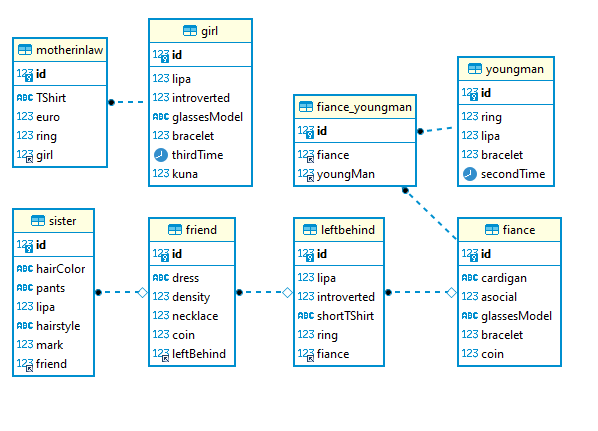 motherinlaw
123 id
ABC TShirt
123 euro
123 ring
123 girl
girl
123 id
123 lipa
123 introverted
ABC glassesModel
123 bracelet
thirdTime
123 kuna
fiance_youngman
123 id
123 fiance
123 youngMan
youngman
123 id
123 ring
123 lipa
123 bracelet
secondTime
sister
123 id
ABC hairColor
ABC pants
123 lipa
ABC hairstyle
123 mark
123 friend
friend
123 id
ABC dress
123 density
123 necklace
123 coin
123 leftBehind
leftbehind
123 id
123 lipa
123 introverted
ABC shortTShirt
123 ring
123 fiance
fiance
123 id
ABC cardigan
123 asocial
ABC glassesModel
123 bracelet
123 coin